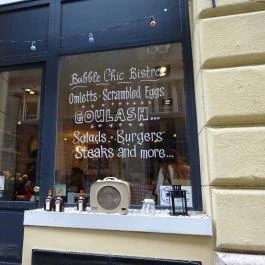 Bubble Chic Bistro
Omletts • Scrambled Eggs
GOULASH...
Salads • Burgers
Steaks and more...